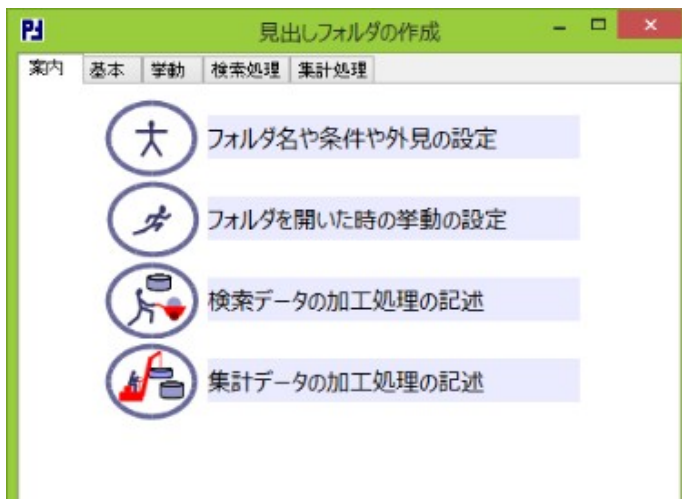 見出しフォルダの作成
案内 基本 挙動 検索処理 集計処理
フォルダ名や条件や外見の設定
フォルダを開いた時の挙動の設定
検索データの加工処理の記述
集計データの加工処理の記述